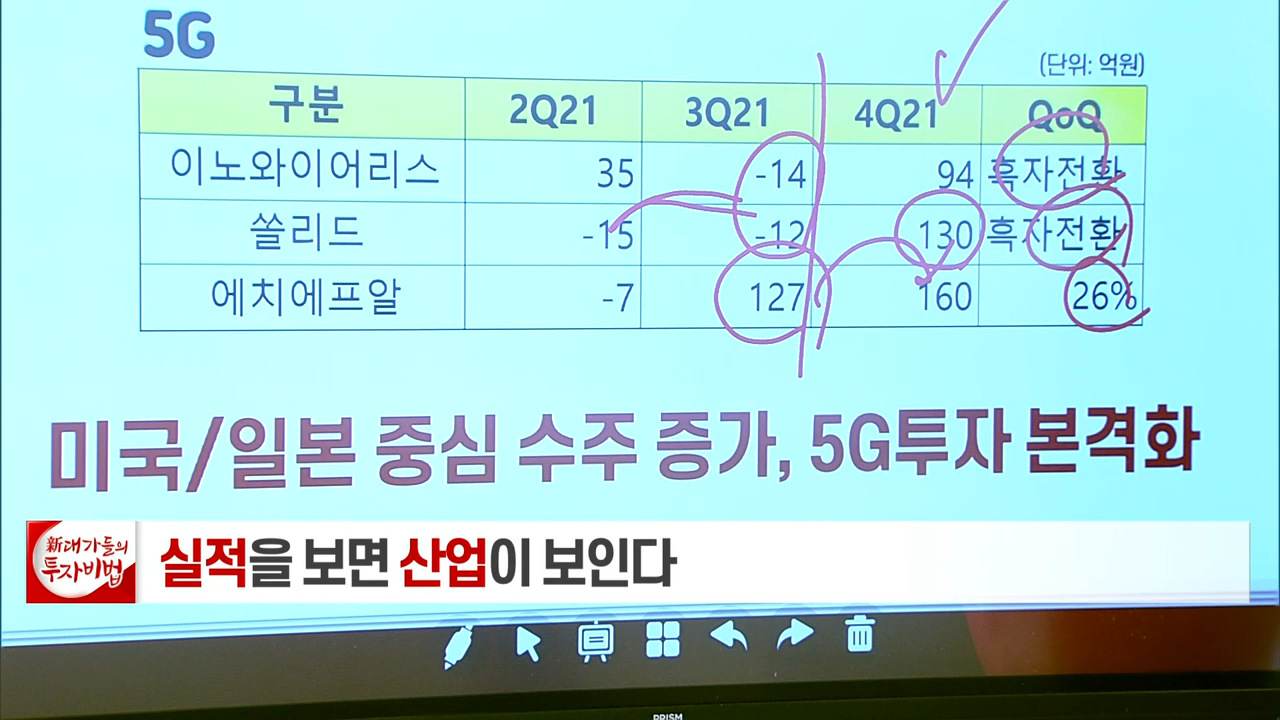 5G
(단위: 억원)
구분 2Q21 3Q21 4Q21 QoQ
이노와이어리스 35 -14 94 흑자전환
쏠리드 -15 -12 130 흑자전환
에치에프알 -7 127 160 26%
미국/일본 중심 수주 증가, 5G투자 본격화
新대가들의
투자비법
실적을 보면 산업이 보인다
PRISM